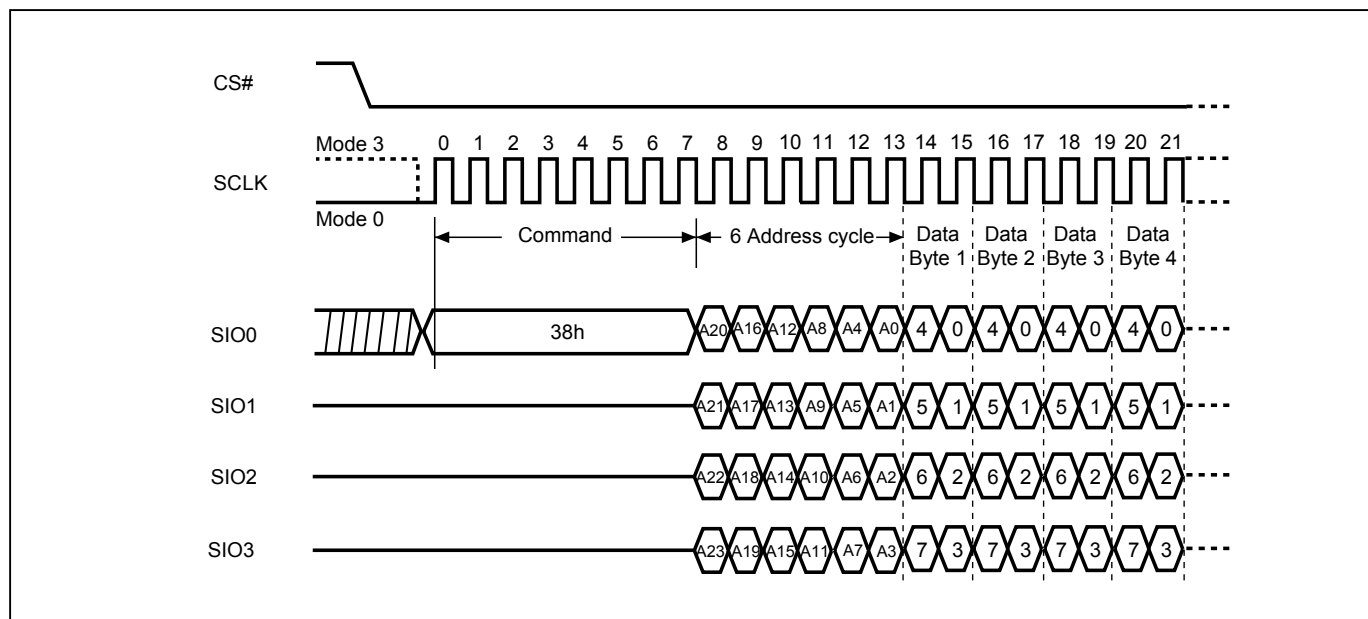 CS#
Mode 3
0 1 2 3 4 5 6 7 8 9 10 11 12 13 14 15 16 17 18 19 20 21
SCLK
Mode 0
Command
6 Address cycle
Data Byte 1
Data Byte 2
Data Byte 3
Data Byte 4
SIO0
38h
A20 A16 A12 A8 A4 A0 4 0 4 0 4 0 4 0
SIO1
A21 A17 A13 A9 A5 A1 5 1 5 1 5 1 5 1
SIO2
A22 A18 A14 A10 A6 A2 6 2 6 2 6 2 6 2
SIO3
A23 A19 A15 A11 A7 A3 7 3 7 3 7 3 7 3